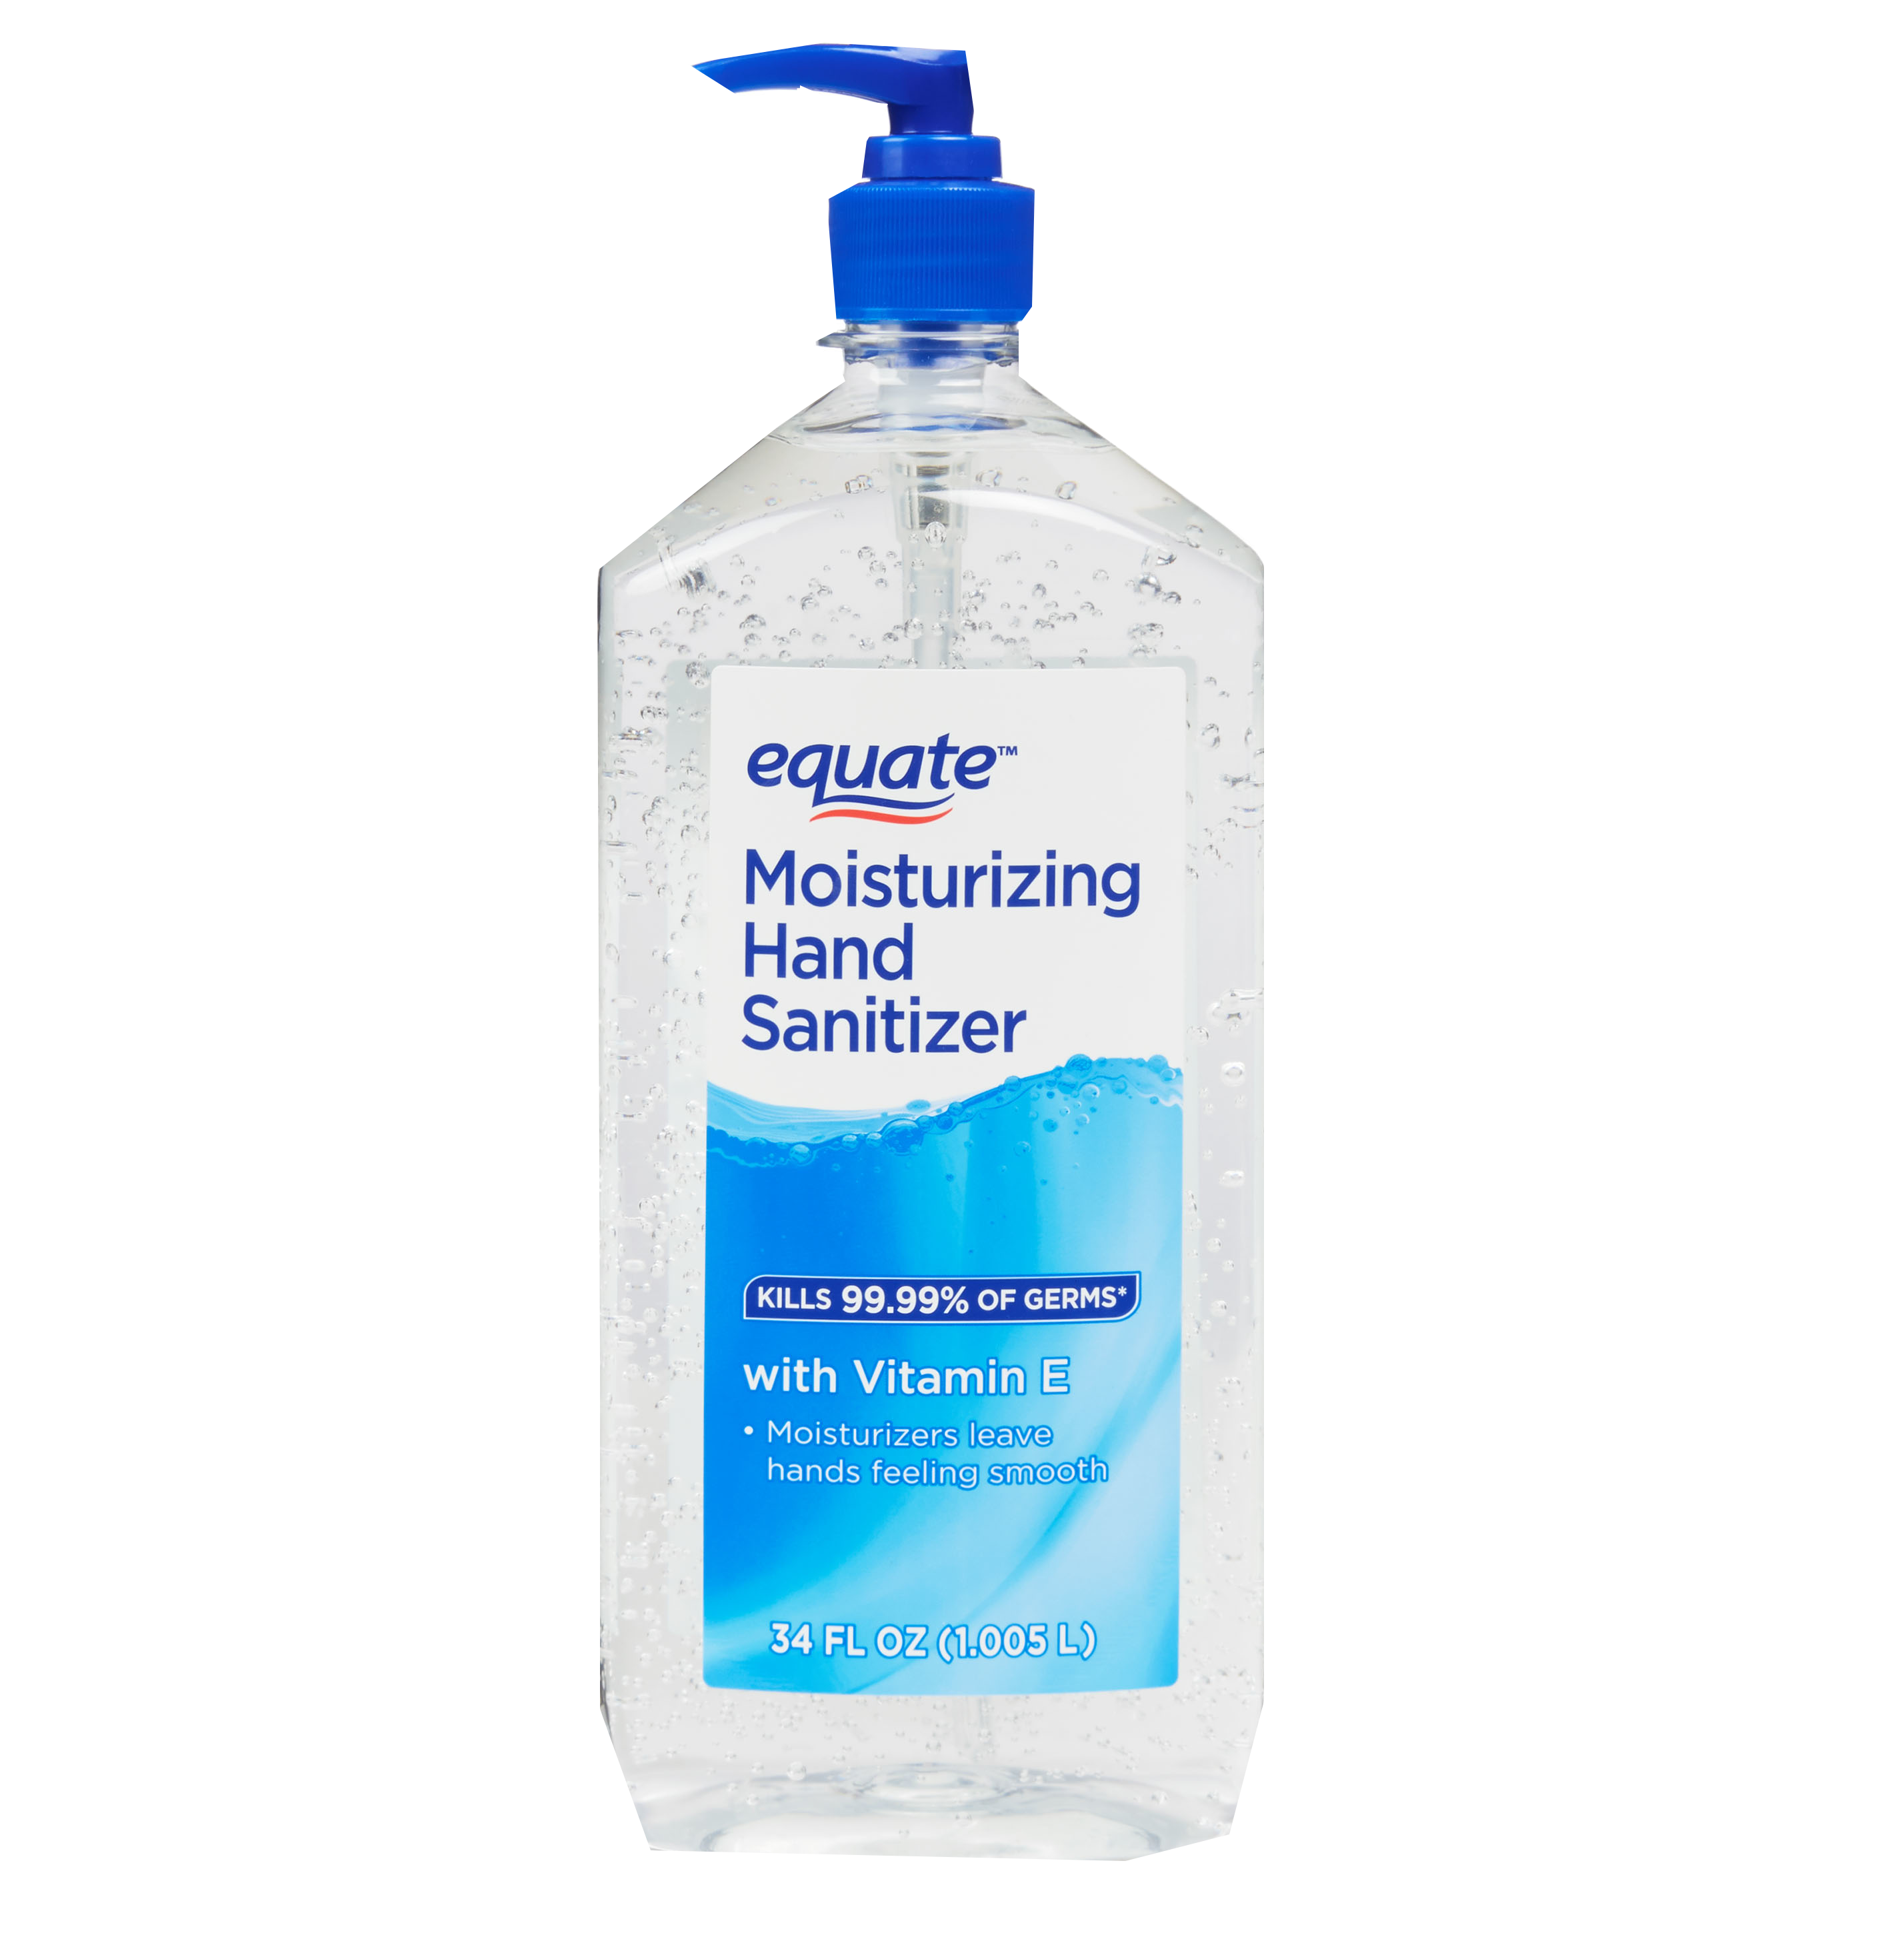 equate™
Moisturizing
Hand
Sanitizer
KILLS 99.99% OF GERMS*
with Vitamin E
• Moisturizers leave
hands feeling smooth
34 FL OZ (1.005 L)